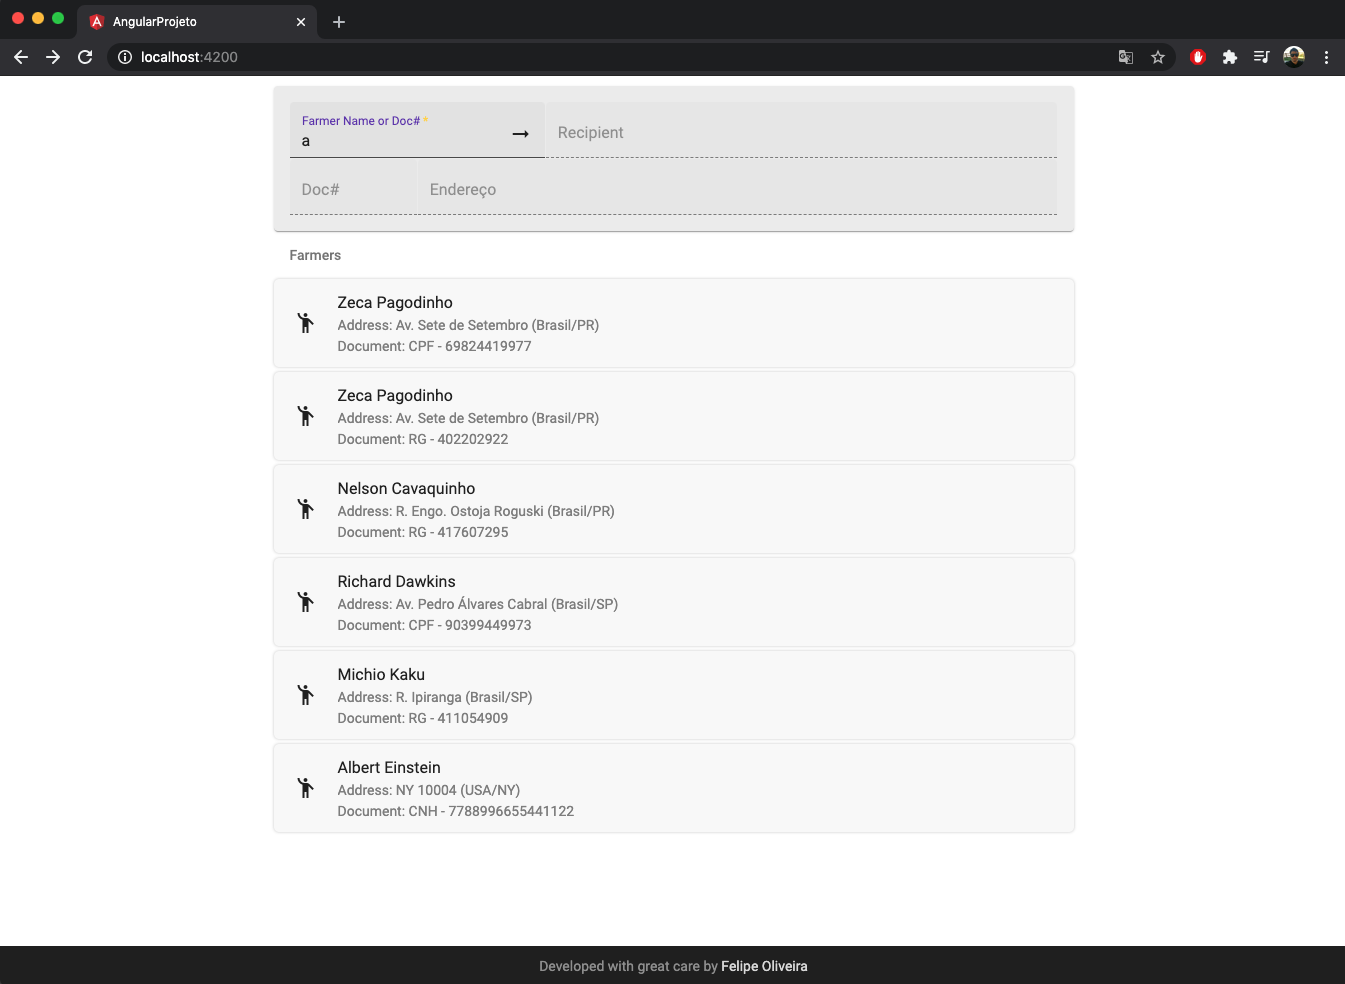 AngularProjeto
localhost:4200
Farmer Name or Doc# *
a
Recipient
Doc#
Endereço
Farmers
Zeca Pagodinho
Address: Av. Sete de Setembro (Brasil/PR)
Document: CPF - 69824419977
Zeca Pagodinho
Address: Av. Sete de Setembro (Brasil/PR)
Document: RG - 402202922
Nelson Cavaquinho
Address: R. Engo. Ostoja Roguski (Brasil/PR)
Document: RG - 417607295
Richard Dawkins
Address: Av. Pedro Álvares Cabral (Brasil/SP)
Document: CPF - 90399449973
Michio Kaku
Address: R. Ipiranga (Brasil/SP)
Document: RG - 411054909
Albert Einstein
Address: NY 10004 (USA/NY)
Document: CNH - 7788996655441122
Developed with great care by Felipe Oliveira